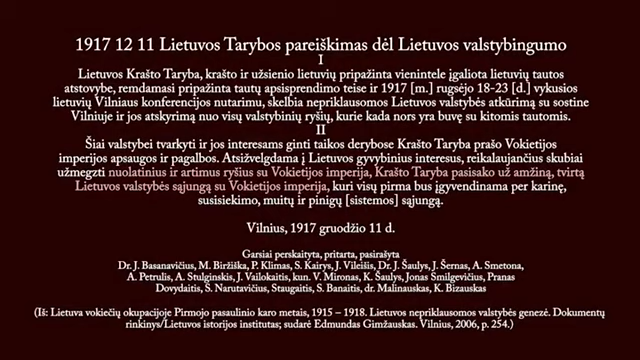 1917 12 11 Lietuvos Tarybos pareiškimas dėl Lietuvos valstybingumo
I
Lietuvos Krašto Taryba, krašto ir užsienio lietuvių pripažinta vienintele įgaliota lietuvių tautos
atstovybe, remdamasi pripažinta tautų apsisprendimo teise ir 1917 [m.] rugsėjo 18-23 [d.] vykusios
lietuvių Vilniaus konferencijos nutarimu, skelbia nepriklausomos Lietuvos valstybės atkūrimą su sostine
Vilniuje ir jos atskyrimą nuo visų valstybinių ryšių, kurie kada nors yra buvę su kitomis tautomis.
II
Šiai valstybei tvarkyti ir jos interesams ginti taikos derybose Krašto Taryba prašo Vokietijos
imperijos apsaugos ir pagalbos. Atsižvelgdama į Lietuvos gyvybinius interesus, reikalaujančius skubiai
užmegzti nuolatinius ir artimus ryšius su Vokietijos imperija, Krašto Taryba pasisako už amžiną, tvirtą
Lietuvos valstybės sąjungą su Vokietijos imperija, kuri visų pirma bus įgyvendinama per karinę,
susisiekimo, muitų ir pinigų [sistemos] sąjungą.
Vilnius, 1917 gruodžio 11 d.
Garsiai perskaityta, pritarta, pasirašyta
Dr. J. Basanavičius, M. Biržiška, P. Klimas, S. Kairys, J. Vileišis, Dr. J. Šaulys, J. Šernas, A. Smetona,
A. Petrulis, A. Stulginskis, J. Vailokaitis, kun. V. Mironas, K. Šaulys, Jonas Smilgevičius, Pranas
Dovydaitis, S. Narutavičius, Staugaitis, S. Banaitis, dr. Malinauskas, K. Bizauskas
(Iš: Lietuva vokiečių okupacijoje Pirmojo pasaulinio karo metais, 1915 – 1918. Lietuvos nepriklausomos valstybės genezė. Dokumentų
rinkinys/Lietuvos istorijos institutas; sudarė Edmundas Gimžauskas. Vilnius, 2006, p. 254.)